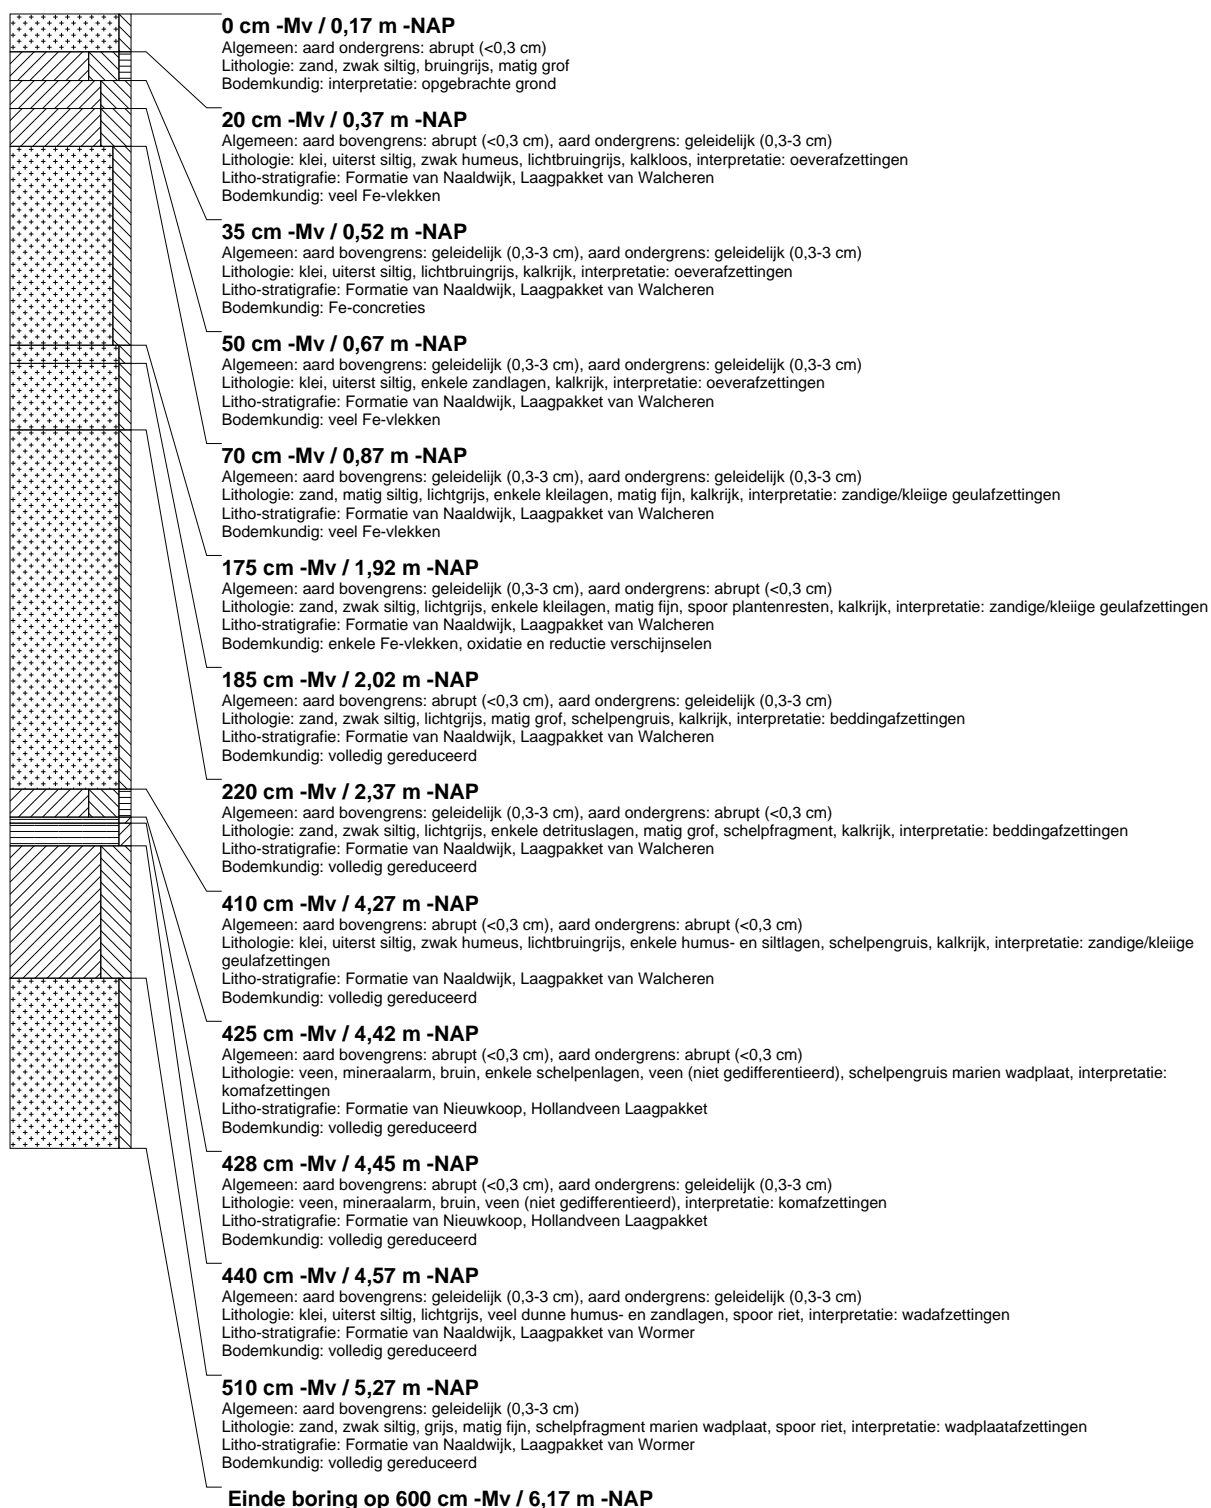 0 cm -Mv / 0,17 m -NAP
Algemeen: aard ondergrens: abrupt (<0,3 cm)
Lithologie: zand, zwak siltig, bruingrijs, matig grof
Bodemkundig: interpretatie: opgebrachte grond
20 cm -Mv / 0,37 m -NAP
Algemeen: aard bovengrens: abrupt (<0,3 cm), aard ondergrens: geleidelijk (0,3-3 cm)
Lithologie: klei, uiterst siltig, zwak humeus, lichtbruingrijs, kalkloos, interpretatie: oeverafzettingen
Litho-stratigrafie: Formatie van Naaldwijk, Laagpakket van Walcheren
Bodemkundig: veel Fe-vlekken
35 cm -Mv / 0,52 m -NAP
Algemeen: aard bovengrens: geleidelijk (0,3-3 cm), aard ondergrens: geleidelijk (0,3-3 cm)
Lithologie: klei, uiterst siltig, lichtbruingrijs, kalkrijk, interpretatie: oeverafzettingen
Litho-stratigrafie: Formatie van Naaldwijk, Laagpakket van Walcheren
Bodemkundig: Fe-concreties
50 cm -Mv / 0,67 m -NAP
Algemeen: aard bovengrens: geleidelijk (0,3-3 cm), aard ondergrens: geleidelijk (0,3-3 cm)
Lithologie: klei, uiterst siltig, enkele zandlagen, kalkrijk, interpretatie: oeverafzettingen
Litho-stratigrafie: Formatie van Naaldwijk, Laagpakket van Walcheren
Bodemkundig: veel Fe-vlekken
70 cm -Mv / 0,87 m -NAP
Algemeen: aard bovengrens: geleidelijk (0,3-3 cm), aard ondergrens: geleidelijk (0,3-3 cm)
Lithologie: zand, matig siltig, lichtgrijs, enkele kleilagen, matig fijn, kalkrijk, interpretatie: zandige/kleiige geulafzettingen
Litho-stratigrafie: Formatie van Naaldwijk, Laagpakket van Walcheren
Bodemkundig: veel Fe-vlekken
175 cm -Mv / 1,92 m -NAP
Algemeen: aard bovengrens: geleidelijk (0,3-3 cm), aard ondergrens: abrupt (<0,3 cm)
Lithologie: zand, zwak siltig, lichtgrijs, enkele kleilagen, matig fijn, spoor plantenresten, kalkrijk, interpretatie: zandige/kleiige geulafzettingen
Litho-stratigrafie: Formatie van Naaldwijk, Laagpakket van Walcheren
Bodemkundig: enkele Fe-vlekken, oxidatie en reductie verschijnselen
185 cm -Mv / 2,02 m -NAP
Algemeen: aard bovengrens: abrupt (<0,3 cm), aard ondergrens: geleidelijk (0,3-3 cm)
Lithologie: zand, zwak siltig, lichtgrijs, matig grof, schelpengruis, kalkrijk, interpretatie: beddingafzettingen
Litho-stratigrafie: Formatie van Naaldwijk, Laagpakket van Walcheren
Bodemkundig: volledig gereduceerd
220 cm -Mv / 2,37 m -NAP
Algemeen: aard bovengrens: geleidelijk (0,3-3 cm), aard ondergrens: abrupt (<0,3 cm)
Lithologie: zand, zwak siltig, lichtgrijs, enkele detrituslagen, matig grof, schelpfragment, kalkrijk, interpretatie: beddingafzettingen
Litho-stratigrafie: Formatie van Naaldwijk, Laagpakket van Walcheren
Bodemkundig: volledig gereduceerd
410 cm -Mv / 4,27 m -NAP
Algemeen: aard bovengrens: abrupt (<0,3 cm), aard ondergrens: abrupt (<0,3 cm)
Lithologie: klei, uiterst siltig, zwak humeus, lichtbruingrijs, enkele humus- en siltlagen, schelpengruis, kalkrijk, interpretatie: zandige/kleiige
geulafzettingen
Litho-stratigrafie: Formatie van Naaldwijk, Laagpakket van Walcheren
Bodemkundig: volledig gereduceerd
425 cm -Mv / 4,42 m -NAP
Algemeen: aard bovengrens: abrupt (<0,3 cm), aard ondergrens: abrupt (<0,3 cm)
Lithologie: veen, mineraalarm, bruin, enkele schelpenlagen, veen (niet gedifferentieerd), schelpengruis marien wadplaat, interpretatie:
komafzettingen
Litho-stratigrafie: Formatie van Nieuwkoop, Hollandveen Laagpakket
Bodemkundig: volledig gereduceerd
428 cm -Mv / 4,45 m -NAP
Algemeen: aard bovengrens: abrupt (<0,3 cm), aard ondergrens: geleidelijk (0,3-3 cm)
Lithologie: veen, mineraalarm, bruin, veen (niet gedifferentieerd), interpretatie: komafzettingen
Litho-stratigrafie: Formatie van Nieuwkoop, Hollandveen Laagpakket
Bodemkundig: volledig gereduceerd
440 cm -Mv / 4,57 m -NAP
Algemeen: aard bovengrens: geleidelijk (0,3-3 cm), aard ondergrens: geleidelijk (0,3-3 cm)
Lithologie: klei, uiterst siltig, lichtgrijs, veel dunne humus- en zandlagen, spoor riet, interpretatie: wadafzettingen
Litho-stratigrafie: Formatie van Naaldwijk, Laagpakket van Wormer
Bodemkundig: volledig gereduceerd
510 cm -Mv / 5,27 m -NAP
Algemeen: aard bovengrens: geleidelijk (0,3-3 cm)
Lithologie: zand, zwak siltig, grijs, matig fijn, schelpfragment marien wadplaat, spoor riet, interpretatie: wadplaatafzettingen
Litho-stratigrafie: Formatie van Naaldwijk, Laagpakket van Wormer
Bodemkundig: volledig gereduceerd
Einde boring op 600 cm -Mv / 6,17 m -NAP